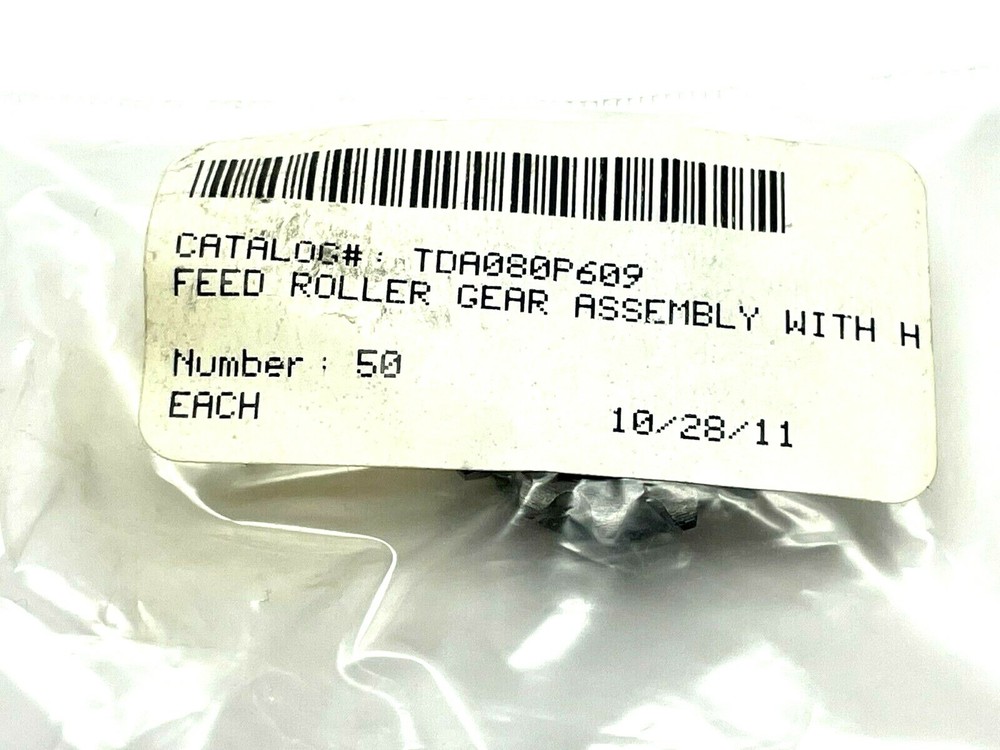 CATALOG#: TDA080P609
FEED ROLLER GEAR ASSEMBLY WITH H
Number: 50
EACH
10/28/11